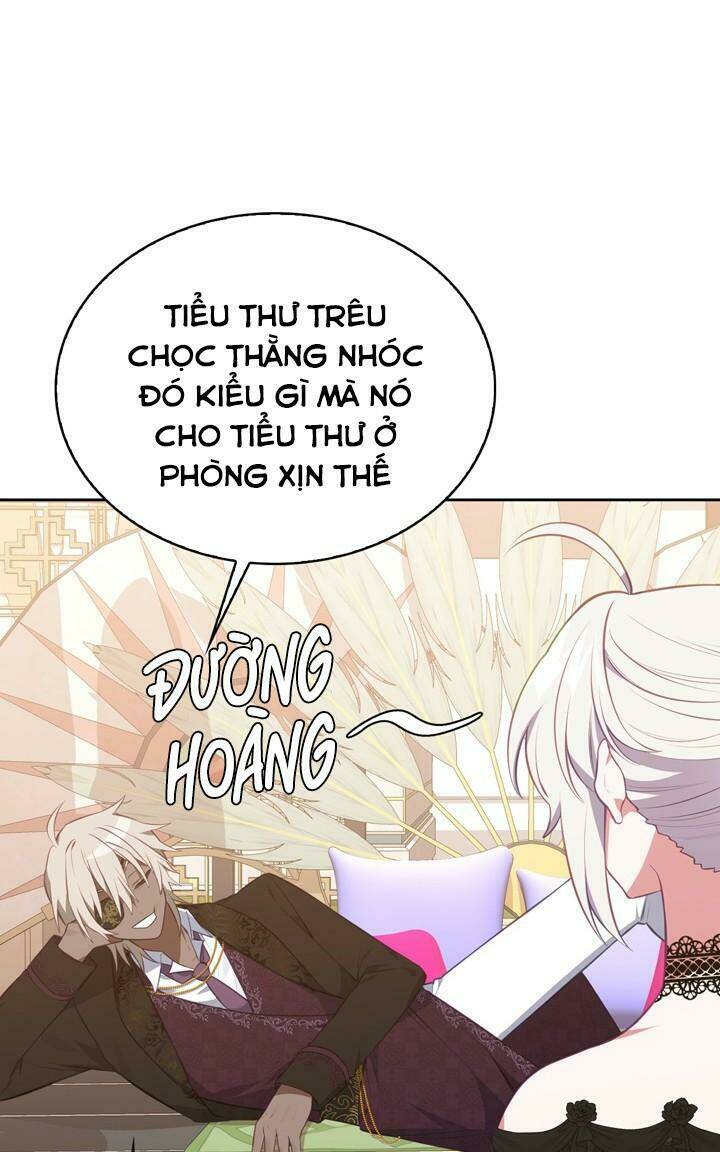 TIỂU THƯ TRÊU
CHỌC THẰNG NHÓC
ĐÓ KIỂU GÌ MÀ NÓ
CHO TIỂU THƯ Ở
PHÒNG XỊN THẾ
ĐƯỜNG
HOÀNG